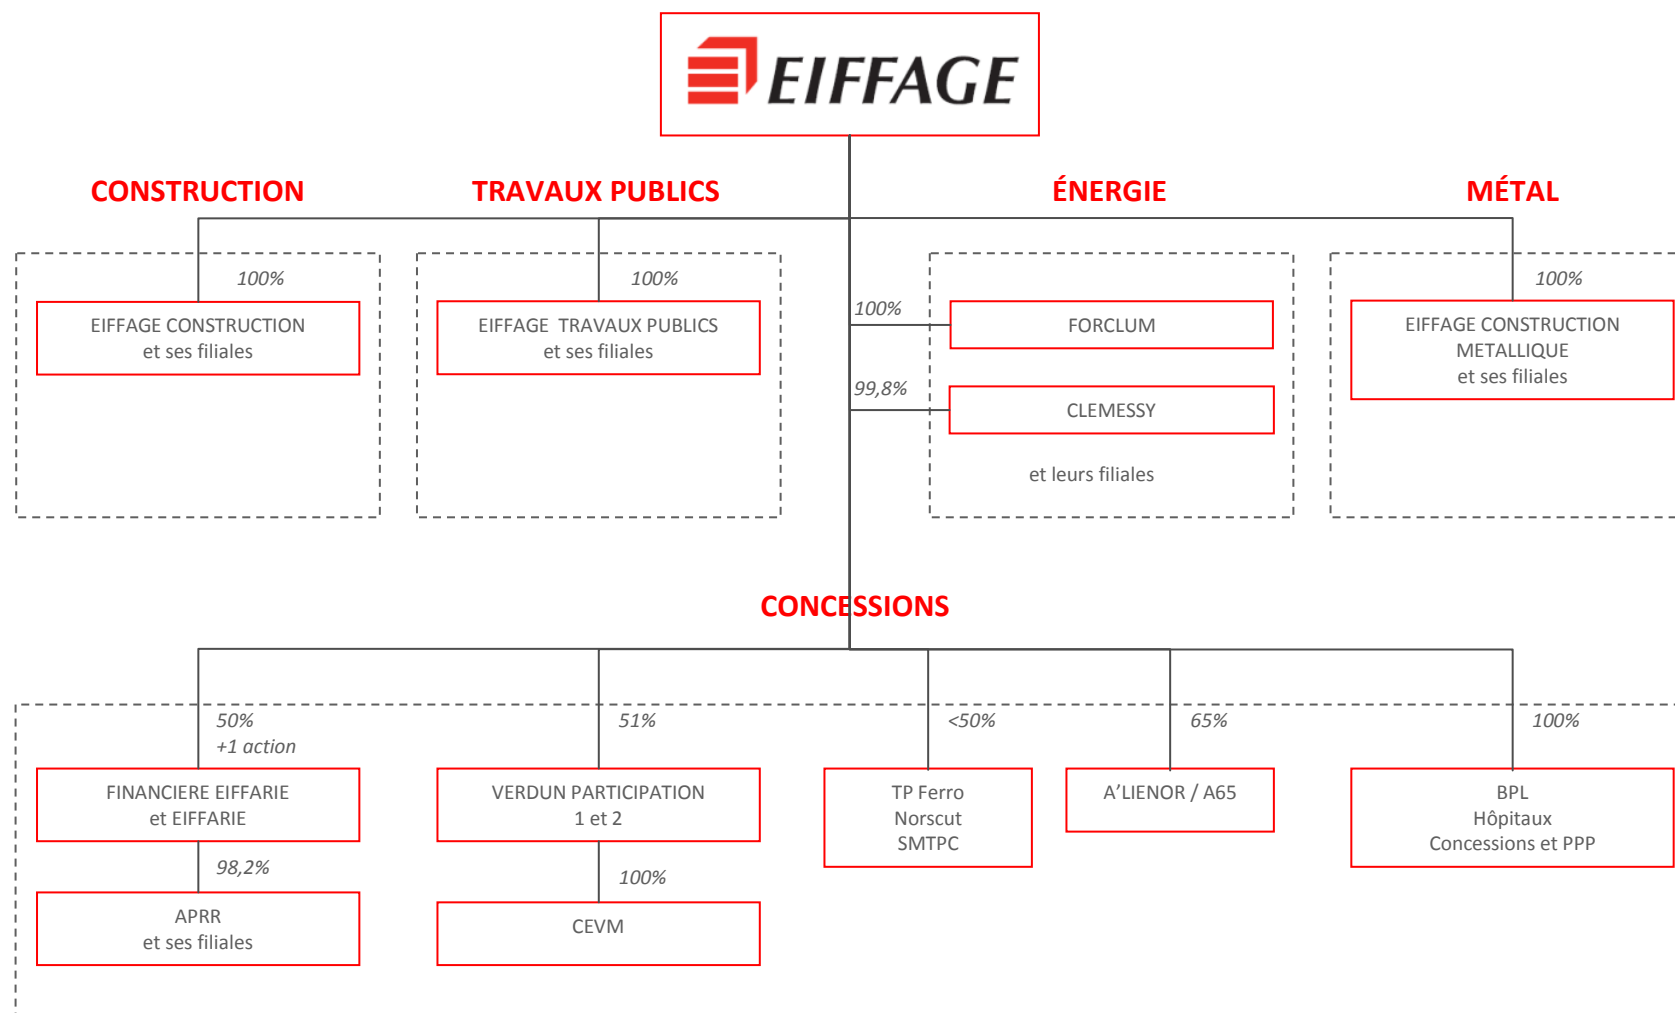 EIFFAGE
CONSTRUCTION
TRAVAUX PUBLICS
ÉNERGIE
MÉTAL
100%
EIFFAGE CONSTRUCTION
et ses filiales
100%
EIFFAGE TRAVAUX PUBLICS
et ses filiales
100%
FORCLUM
99,8%
CLEMESSY
et leurs filiales
100%
EIFFAGE CONSTRUCTION
METALLIQUE
et ses filiales
CONCESSIONS
50%
+1 action
FINANCIERE EIFFARIE
et EIFFARIE
98,2%
APRR
et ses filiales
51%
VERDUN PARTICIPATION
1 et 2
100%
CEVM
<50%
TP Ferro
Norscut
SMTPC
65%
A’LIENOR / A65
100%
BPL
Hôpitaux
Concessions et PPP